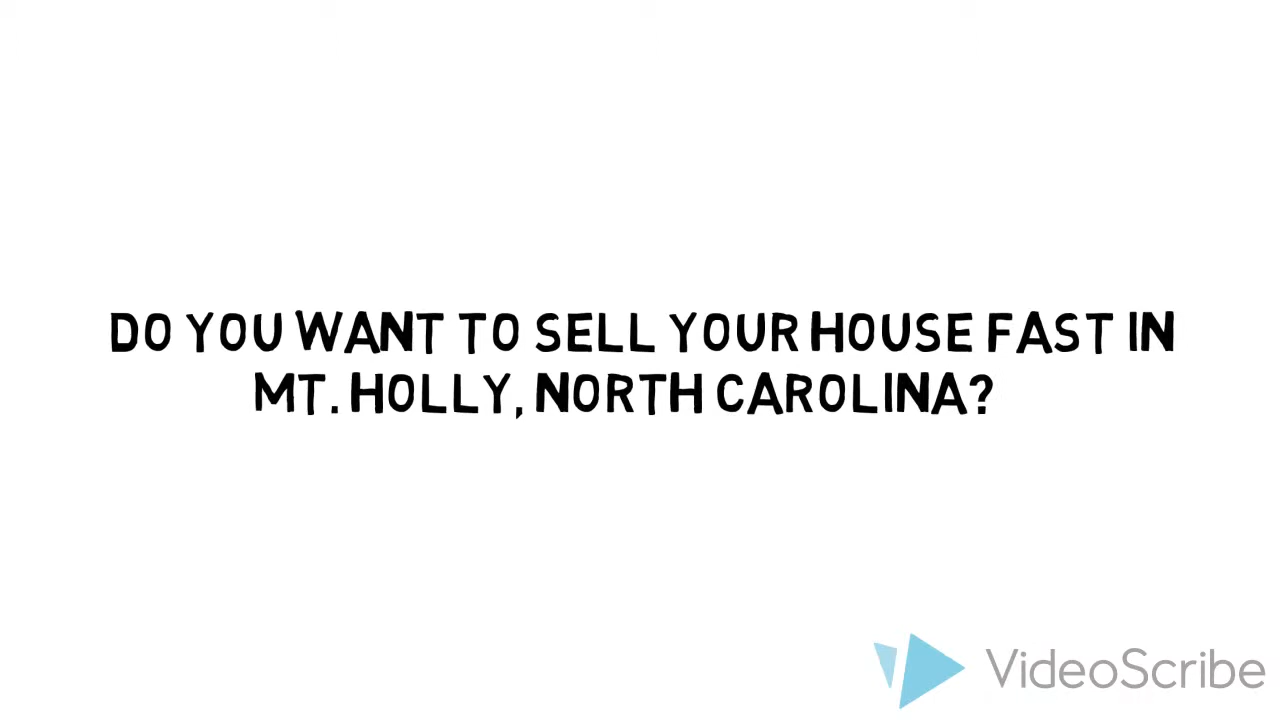 DO YOU WANT TO SELL YOUR HOUSE FAST IN
MT. HOLLY, NORTH CAROLINA?
VideoScribe